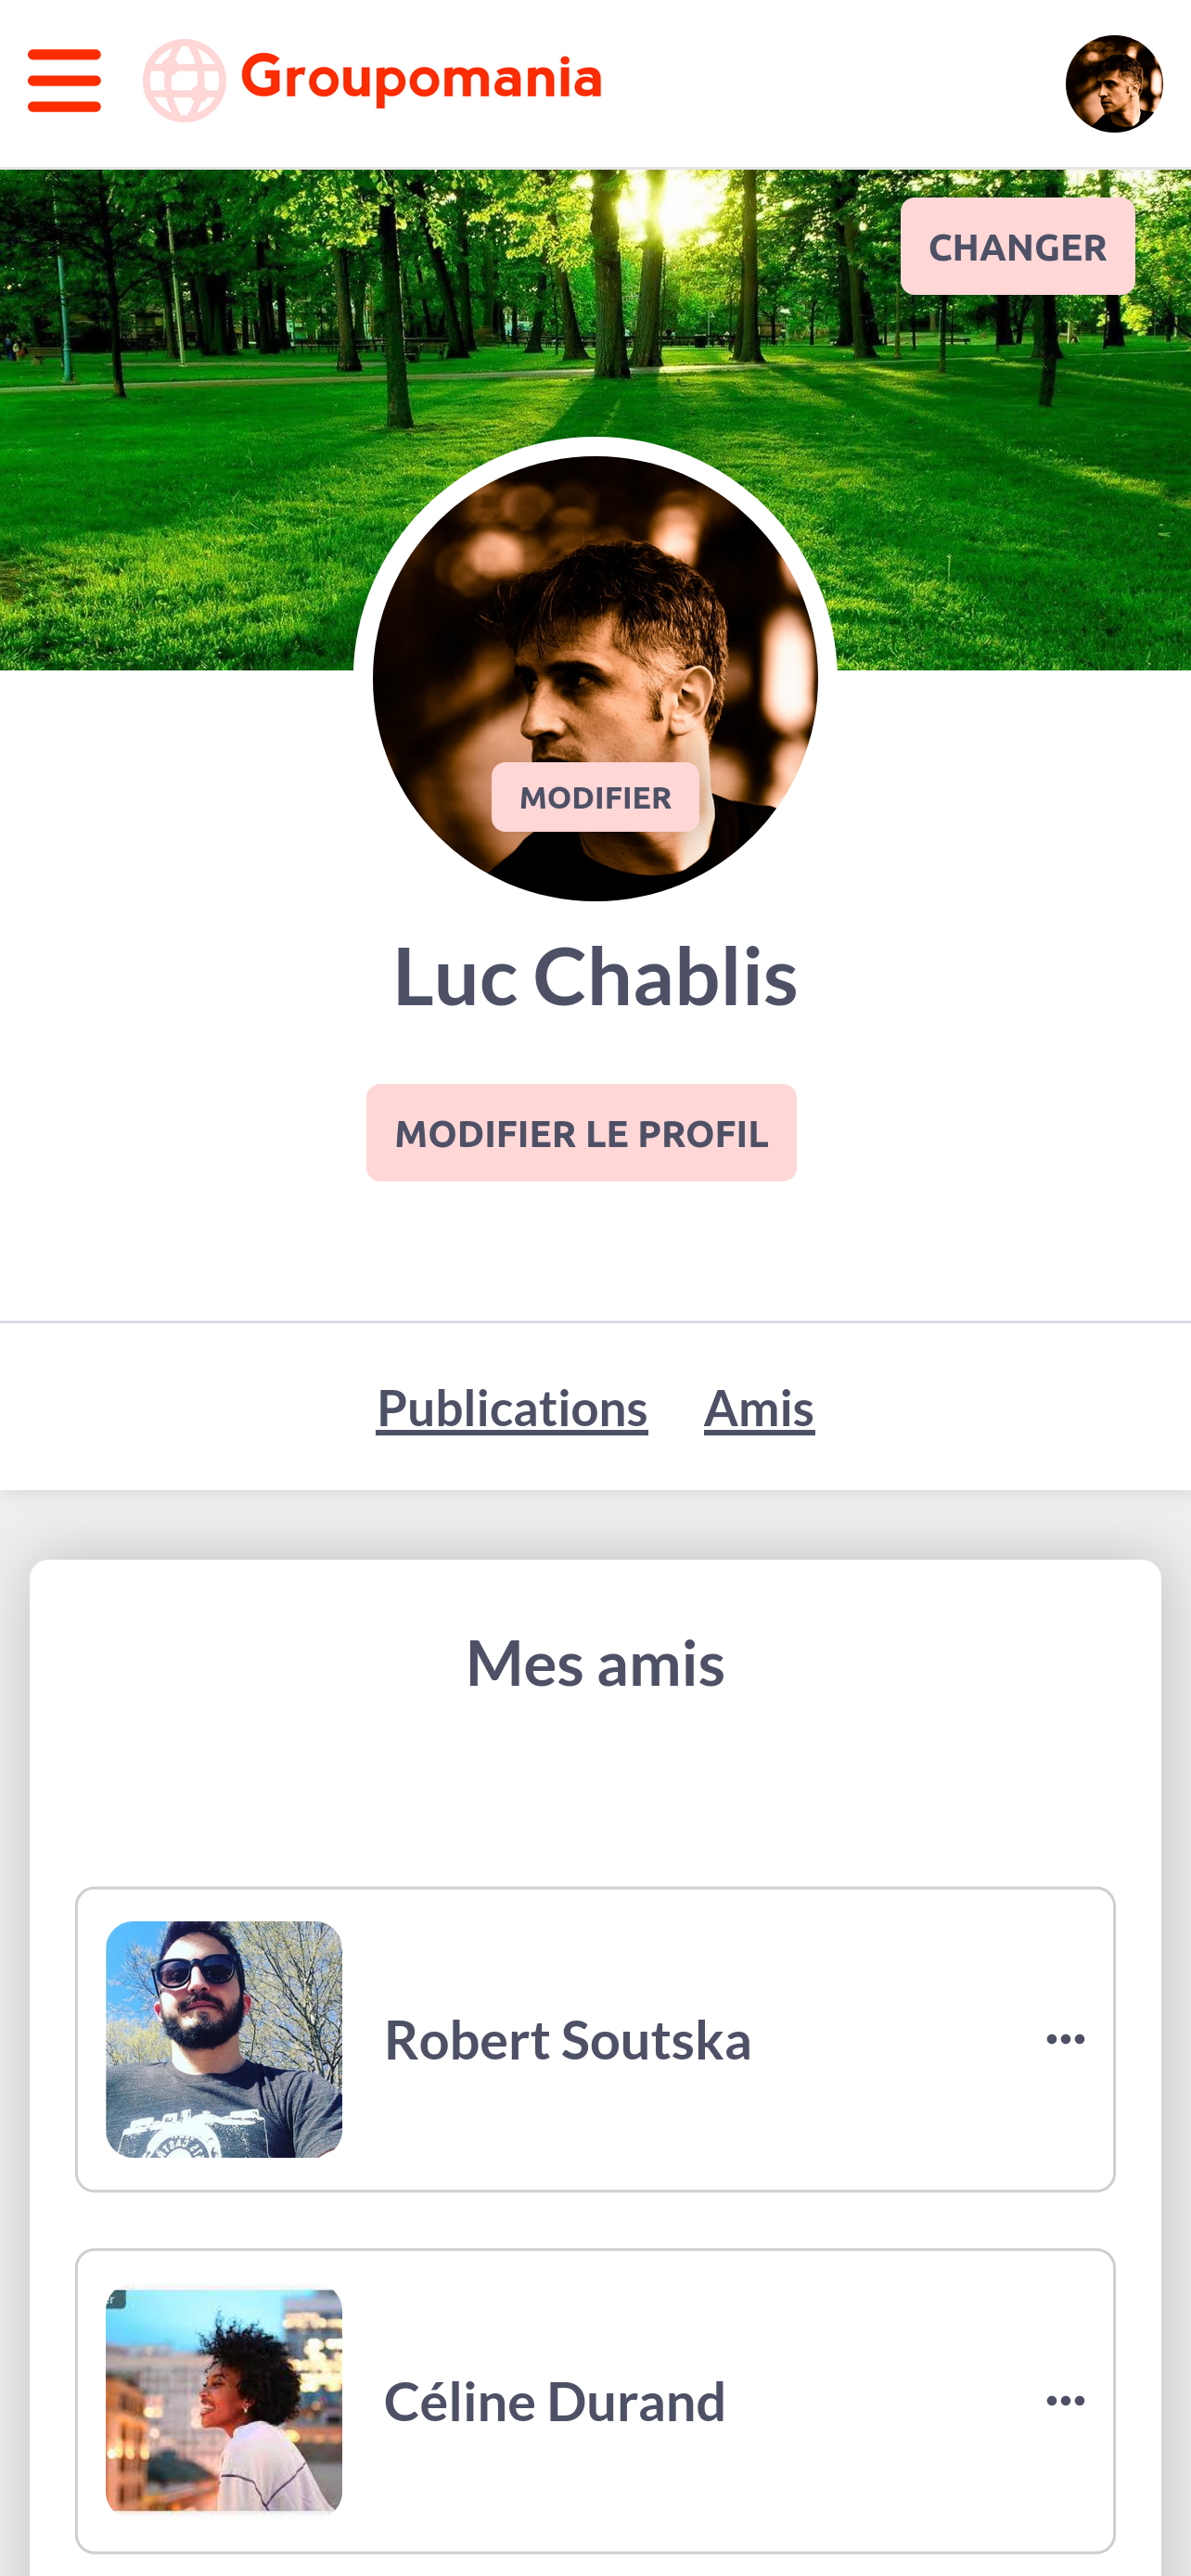 Groupomania
CHANGER
MODIFIER
Luc Chablis
MODIFIER LE PROFIL
Publications Amis
Mes amis
Robert Soutska
Céline Durand